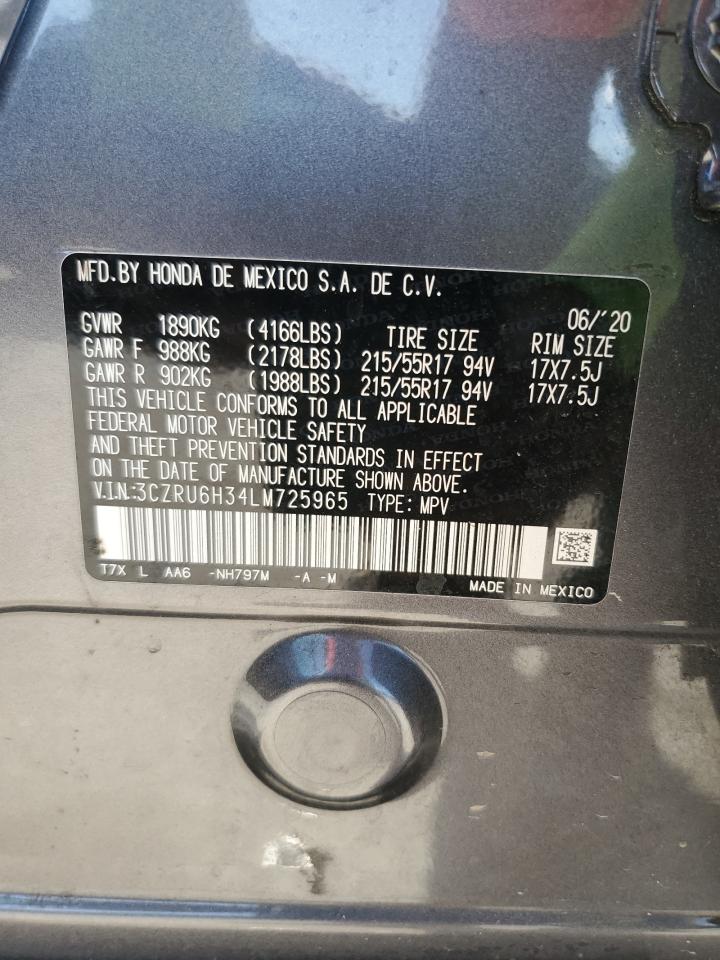 MFD.BY HONDA DE MEXICO S.A. DE C.V.
06/'20
GVWR 1890KG (4166LBS) TIRE SIZE RIM SIZE
GAWR F 988KG (2178LBS) 215/55R17 94V 17X7.5J
GAWR R 902KG (1988LBS) 215/55R17 94V 17X7.5J
THIS VEHICLE CONFORMS TO ALL APPLICABLE
FEDERAL MOTOR VEHICLE SAFETY
AND THEFT PREVENTION STANDARDS IN EFFECT
ON THE DATE OF MANUFACTURE SHOWN ABOVE.
V.I.N:3CZRU6H34LM725965 TYPE: MPV
T7X L AA6 -NH797M -A -M
MADE IN MEXICO